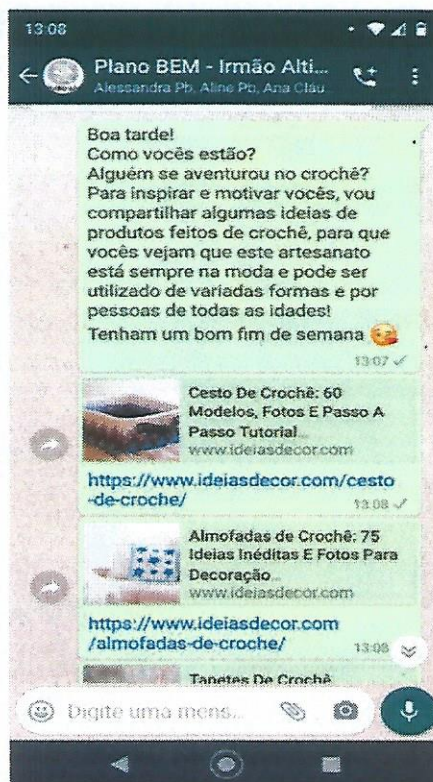 13:08
Plano BEM - Irmão Alti...
Alessandra Pb, Aline Pb, Ana Cláu
Boa tarde!
Como vocês estão?
Alguém se aventurou no crochê?
Para inspirar e motivar vocês, vou
compartilhar algumas ideias de
produtos feitos de crochê, para que
vocês vejam que este artesanato
está sempre na moda e pode ser
utilizado de variadas formas e por
pessoas de todas as idades!
Tenham um bom fim de semana
13:07
Cesto De Crochê: 60
Modelos, Fotos E Passo A
Passo Tutorial...
www.ideiasdecor.com
https://www.ideiasdecor.com/cesto
-de-croche/
13:08
Almofadas de Crochê: 75
Ideias Inéditas E Fotos Para
Decoração...
www.ideiasdecor.com
https://www.ideiasdecor.com
/almofadas-de-croche/
13:08
Tapetes De Crochê
Digite uma mens...